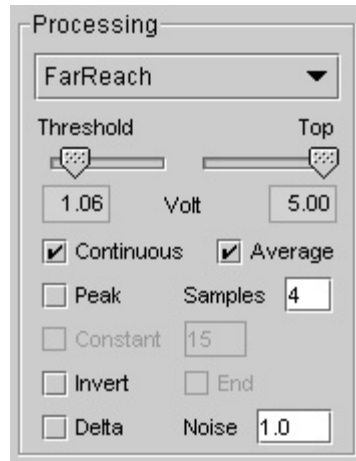 Processing
FarReach
Threshold Top
1.06 Volt 5.00
Continuous Average
Peak Samples 4
Constant 15
Invert End
Delta Noise 1.0